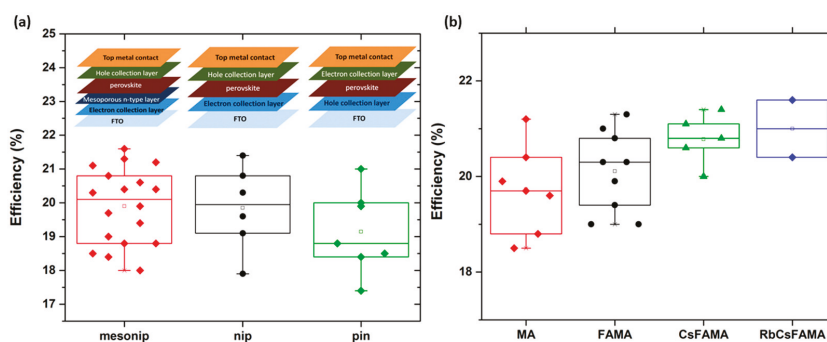 (a)
Efficiency (%)
25
24
23
22
21
20
19
18
17
Top metal contact
Hole collection layer
perovskite
Mesoporous n-type layer
Electron collection layer
FTO
Top metal contact
Hole collection layer
perovskite
Electron collection layer
FTO
Top metal contact
Electron collection layer
perovskite
Hole collection layer
FTO
mesonip
nip
pin
(b)
Efficiency (%)
22
20
18
MA
FAMA
CsFAMA
RbCsFAMA